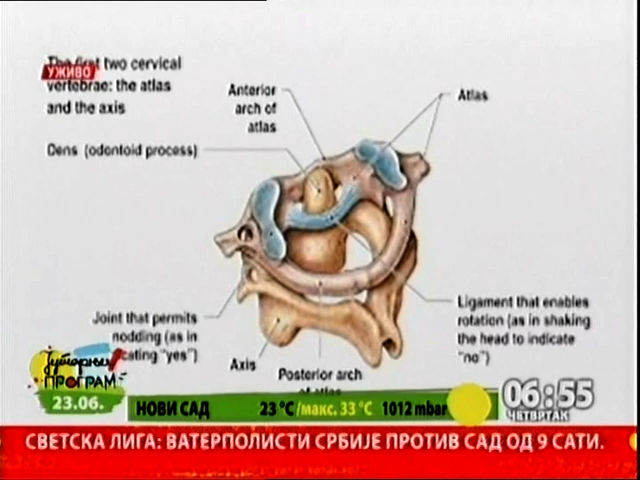 The first two cervical
УЖИВО
vertebrae: the atlas
and the axis
Anterior
arch of
atlas
Atlas
Dens (odontoid process)
Joint that permits
nodding (as in
"yes")
Axis
Posterior arch
of atlas
Ligament that enables
rotation (as in shaking
the head to indicate
"no")
Јутарњи
ПРОГРАМ
23.06.
НОВИ САД
23 °C /макс. 33 °C
1012 mbar
06:55
ЧЕТВРТАК
СВЕТСКА ЛИГА: ВАТЕРПОЛИСТИ СРБИЈЕ ПРОТИВ САД ОД 9 САТИ.